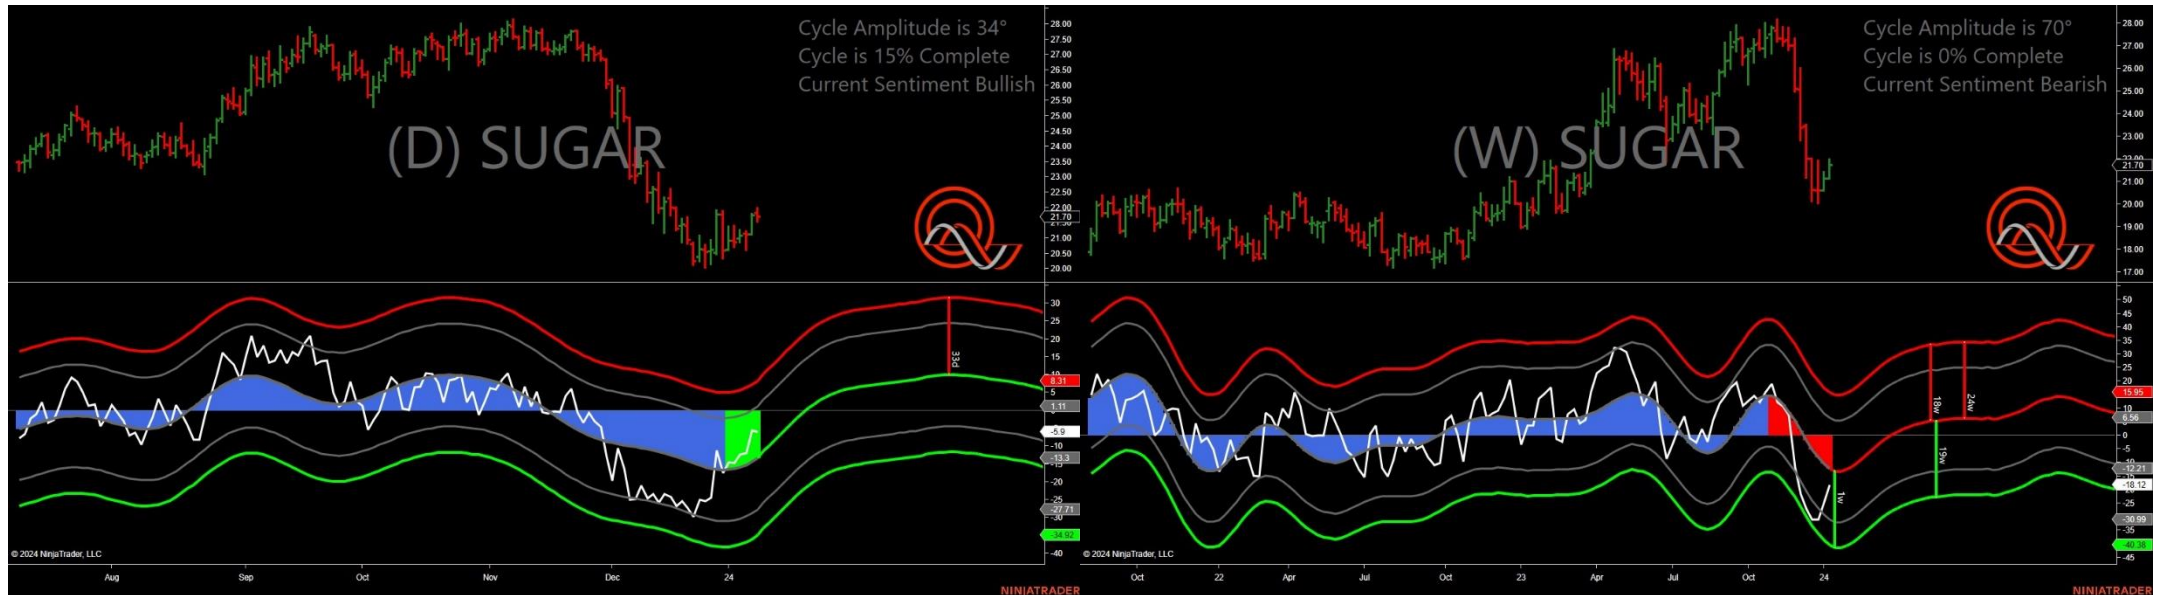 Cycle Amplitude is 34°
Cycle is 15% Complete
Current Sentiment Bullish
(D) SUGAR
28.00
27.50
27.00
26.50
26.00
25.50
25.00
24.50
24.00
23.50
23.00
22.50
22.00
21.70
21.00
20.50
20.00
30
25
20
15
10
8.31
5
1.11
-5.9
-10
-13.3
-20
-25
-27.71
-30
-34.92
-40
33d
© 2024 NinjaTrader, LLC
Aug
Sep
Oct
Nov
Dec
24
NINJATRADER
Cycle Amplitude is 70°
Cycle is 0% Complete
Current Sentiment Bearish
(W) SUGAR
28.00
27.00
26.00
25.00
24.00
23.00
22.00
21.70
21.00
20.00
19.00
18.00
17.00
50
45
40
35
30
25
20
15.95
10
6.56
0
-5
-12.21
-18.12
-25
-30.99
-35
-40.38
-45
18w
24w
19w
1w
© 2024 NinjaTrader, LLC
Oct
22
Apr
Jul
Oct
23
Apr
Jul
Oct
24
NINJATRADER